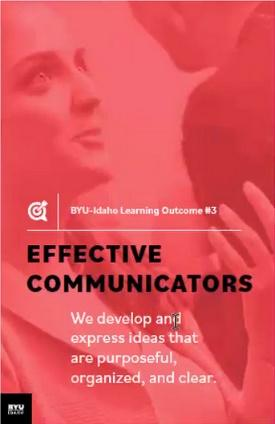 BYU-Idaho Learning Outcome #3
EFFECTIVE
COMMUNICATORS
We develop and
express ideas that
are purposeful,
organized, and clear.
BYU
IDAHO